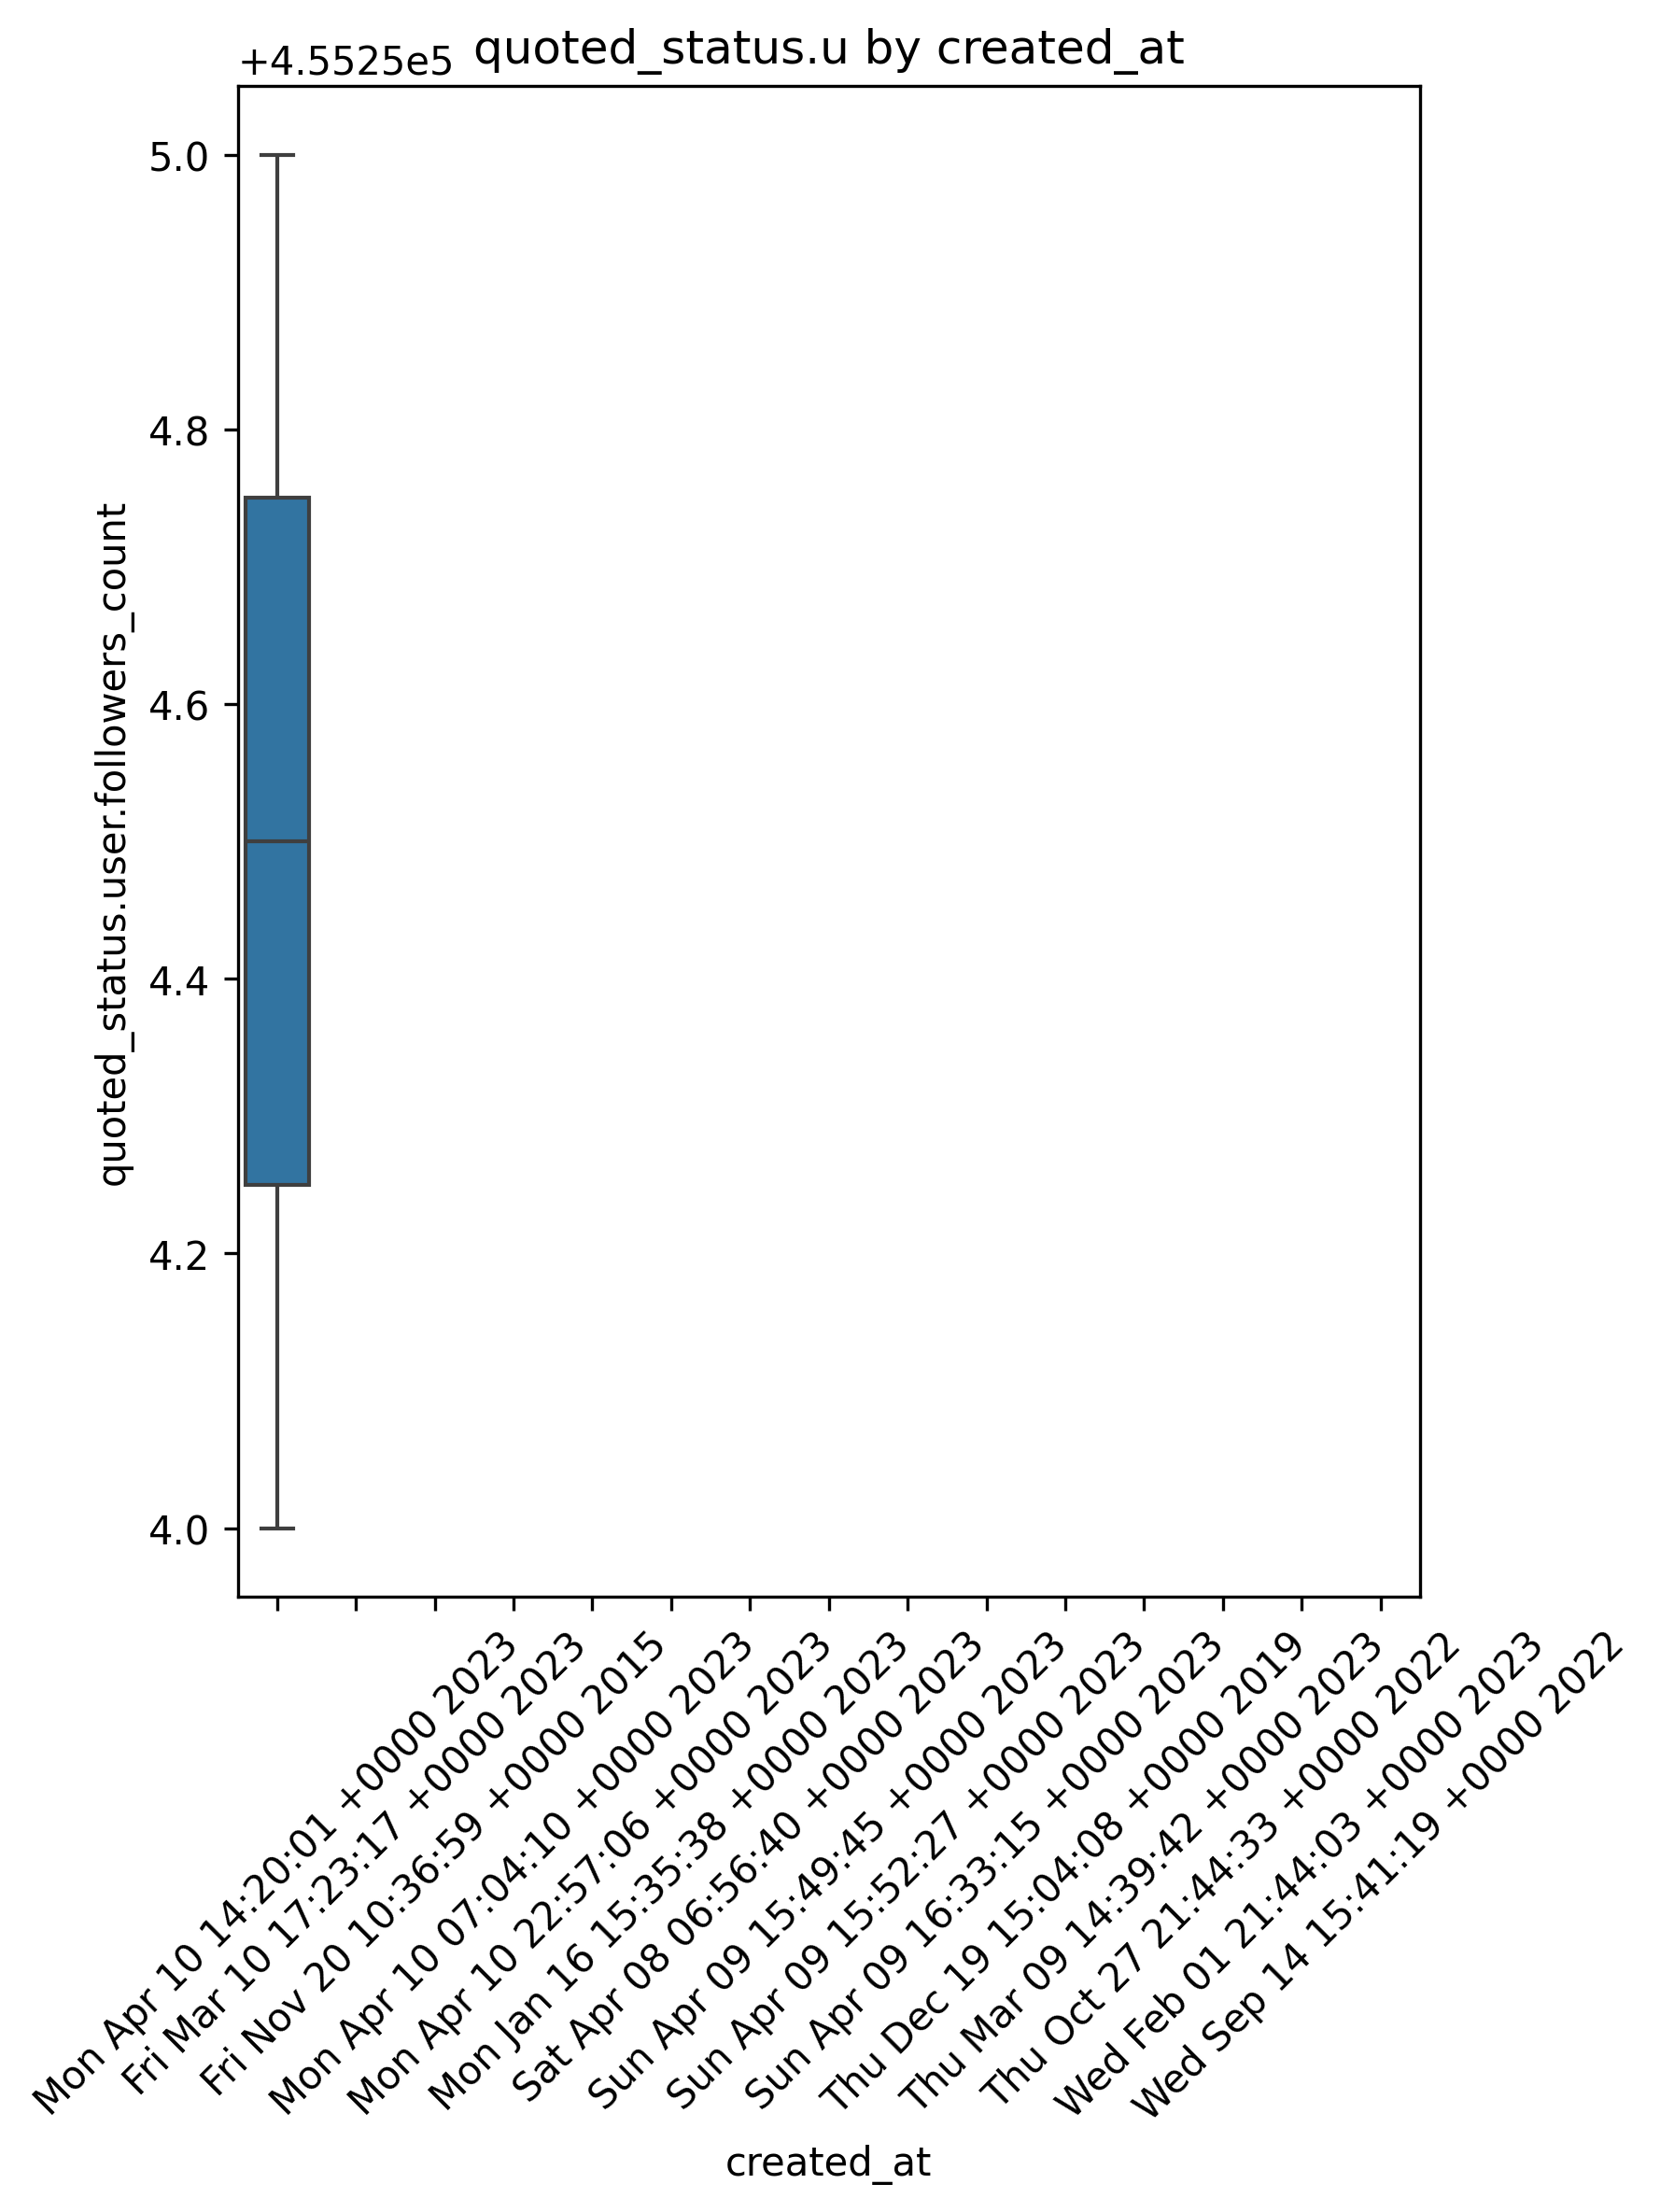 quoted_status.u by created_at
+4.5525e5
5.0
4.8
4.6
4.4
4.2
4.0
quoted_status.user.followers_count
Mon Apr 10 14:20:01 +0000 2023
Fri Mar 10 17:23:17 +0000 2023
Fri Nov 20 10:36:59 +0000 2015
Mon Apr 10 07:04:10 +0000 2023
Mon Apr 10 22:57:06 +0000 2023
Mon Jan 16 15:35:38 +0000 2023
Sat Apr 08 06:56:40 +0000 2023
Sun Apr 09 15:49:45 +0000 2023
Sun Apr 09 15:52:27 +0000 2023
Sun Apr 09 16:33:15 +0000 2023
Thu Dec 19 15:04:08 +0000 2019
Thu Mar 09 14:39:42 +0000 2023
Thu Oct 27 21:44:33 +0000 2022
Wed Feb 01 21:44:03 +0000 2023
Wed Sep 14 15:41:19 +0000 2022
created_at